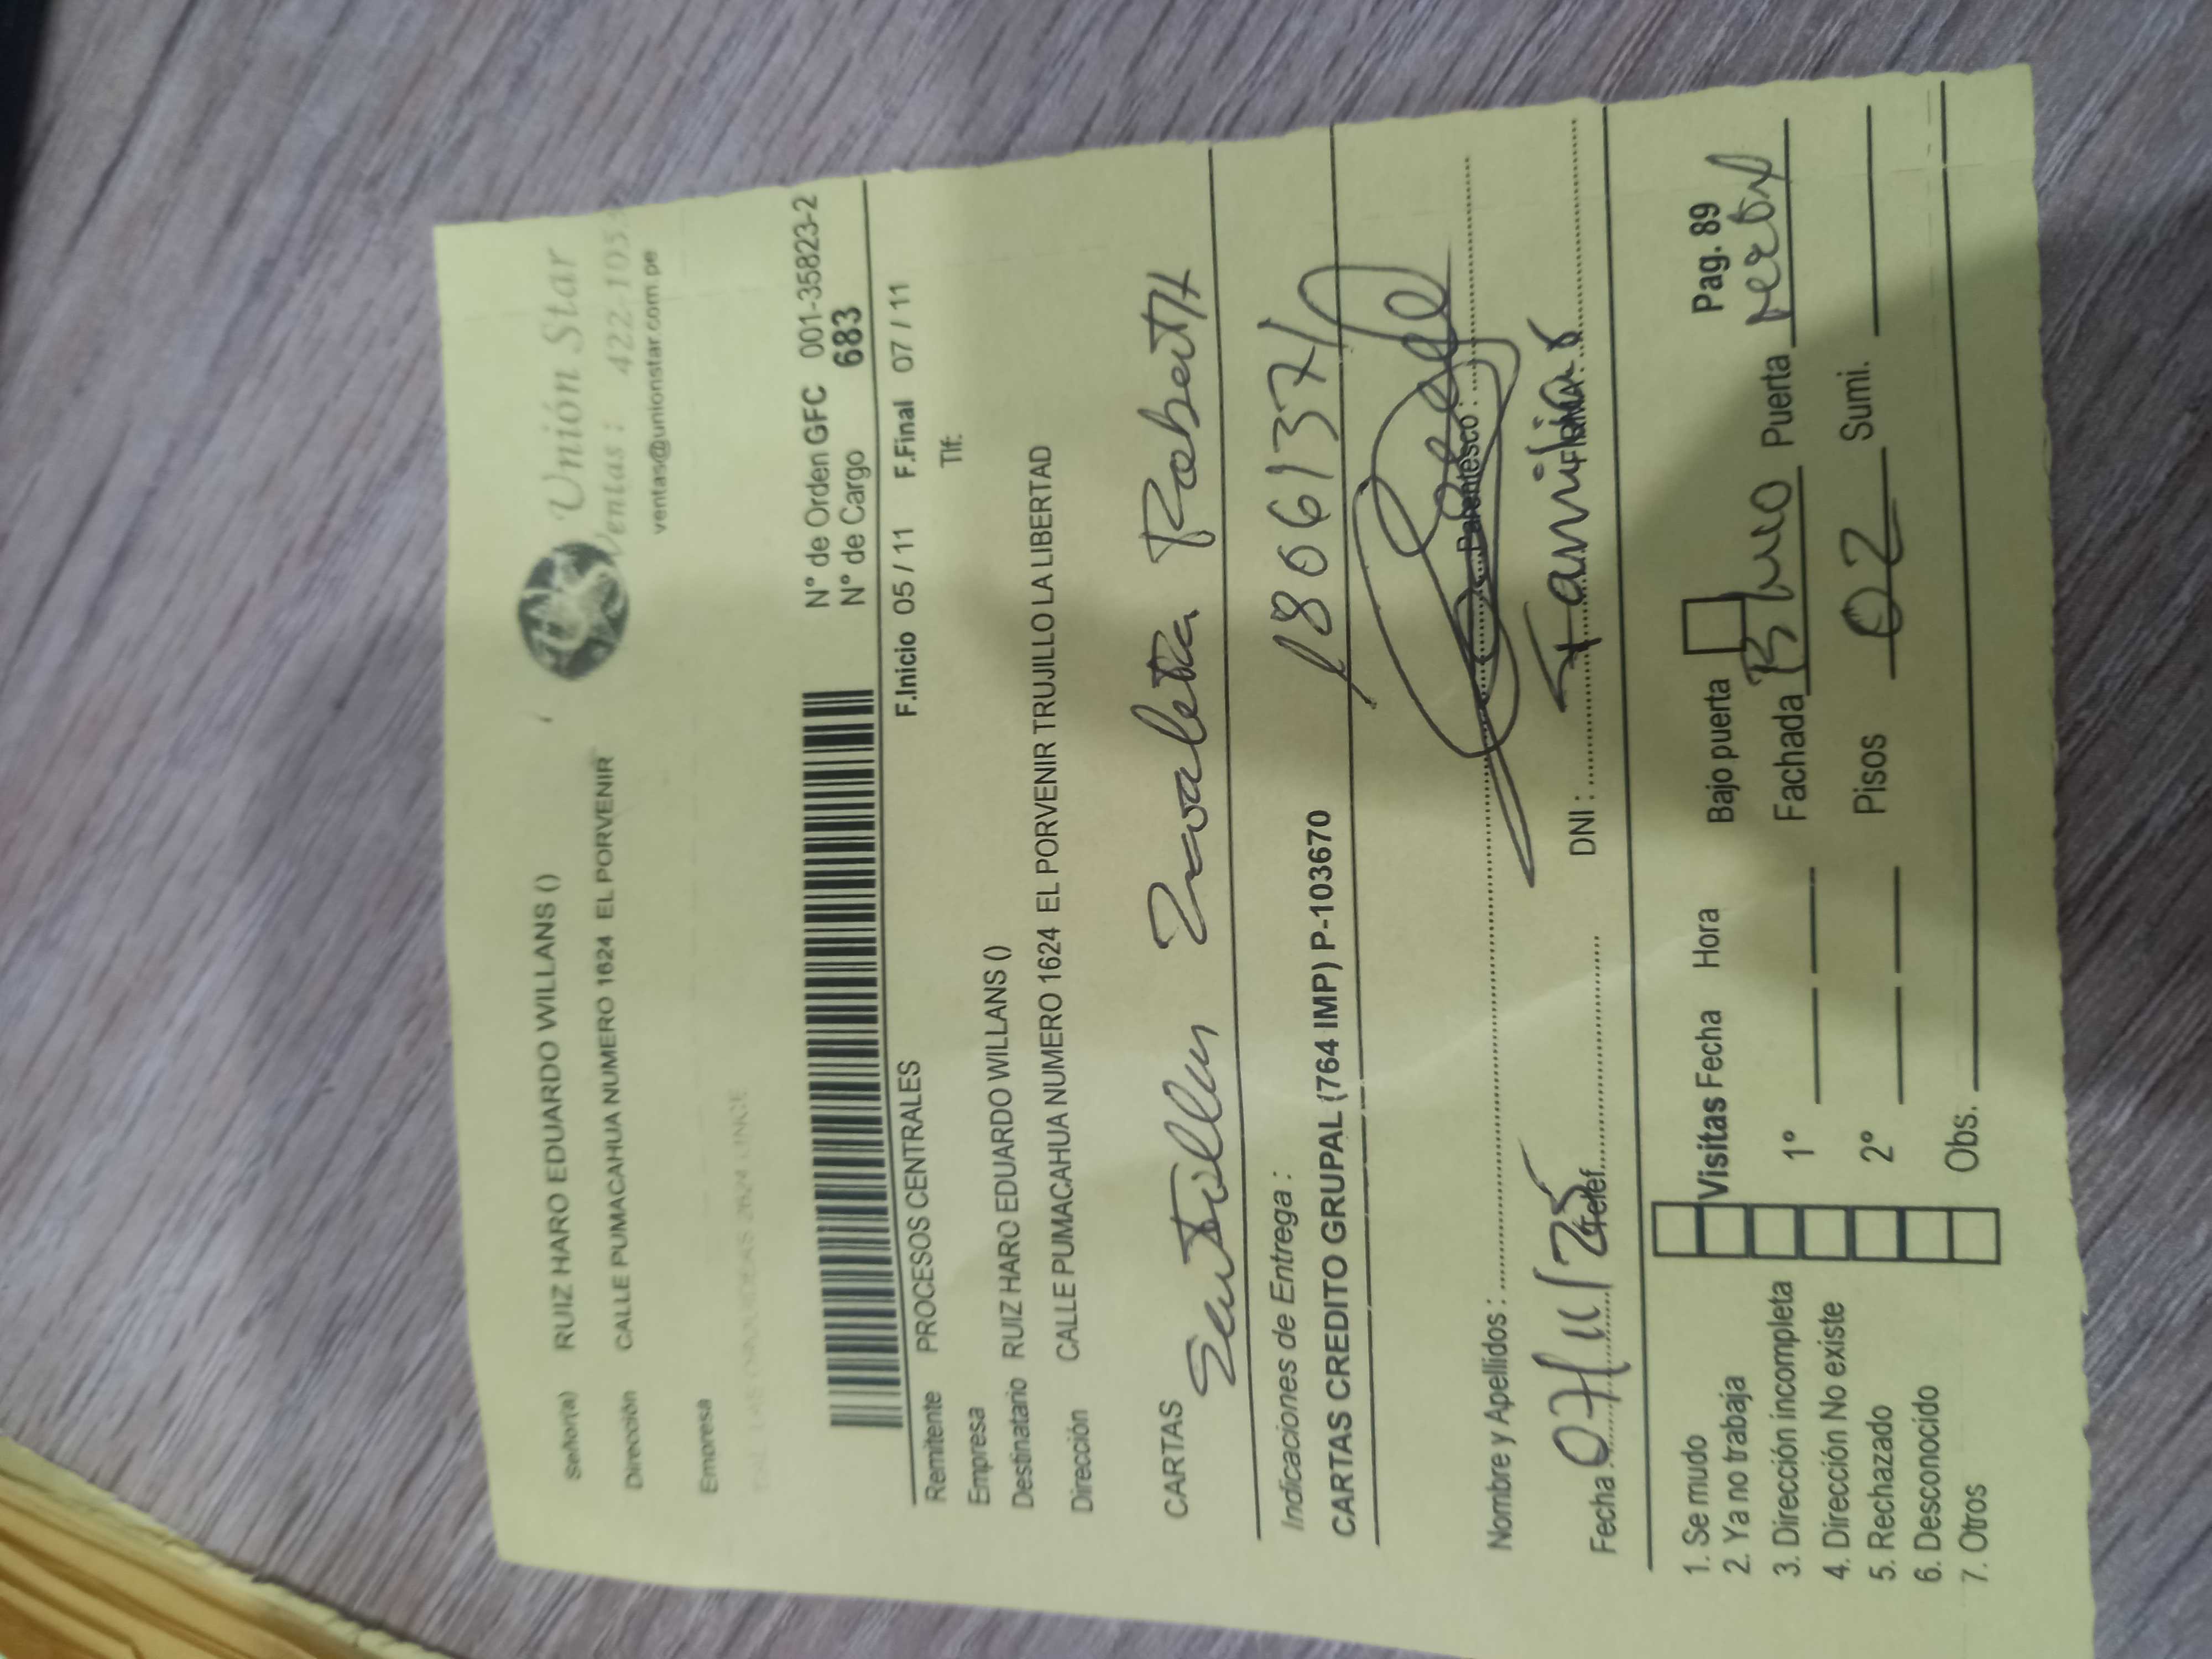 Unión Star
Ventas : 422-105
ventas@unionstar.com.pe
Señor(a) RUIZ HARO EDUARDO WILLANS ()
Dirección CALLE PUMACAHUA NUMERO 1624 EL PORVENIR
Empresa
N° de Orden GFC 001-35823-2
N° de Cargo 683
Remitente PROCESOS CENTRALES F.Inicio 05 / 11 F.Final 07 / 11
Empresa Tlf:
Destinatario RUIZ HARO EDUARDO WILLANS ()
Dirección CALLE PUMACAHUA NUMERO 1624 EL PORVENIR TRUJILLO LA LIBERTAD
CARTAS
Zavaleta Roberth
Indicaciones de Entrega : 18061371
CARTAS CREDITO GRUPAL (764 IMP) P-103670
Nombre y Apellidos : Parentesco :
Fecha : 07/11/25 Telef. DNI : Familiar FIRMA:
1. Se mudo
2. Ya no trabaja
3. Dirección incompleta
4. Dirección No existe
5. Rechazado
6. Desconocido
7. Otros
Visitas Fecha Hora Bajo puerta Pag. 89
1° Fachada Puerta
2° Pisos 02 Sumi.
Obs.